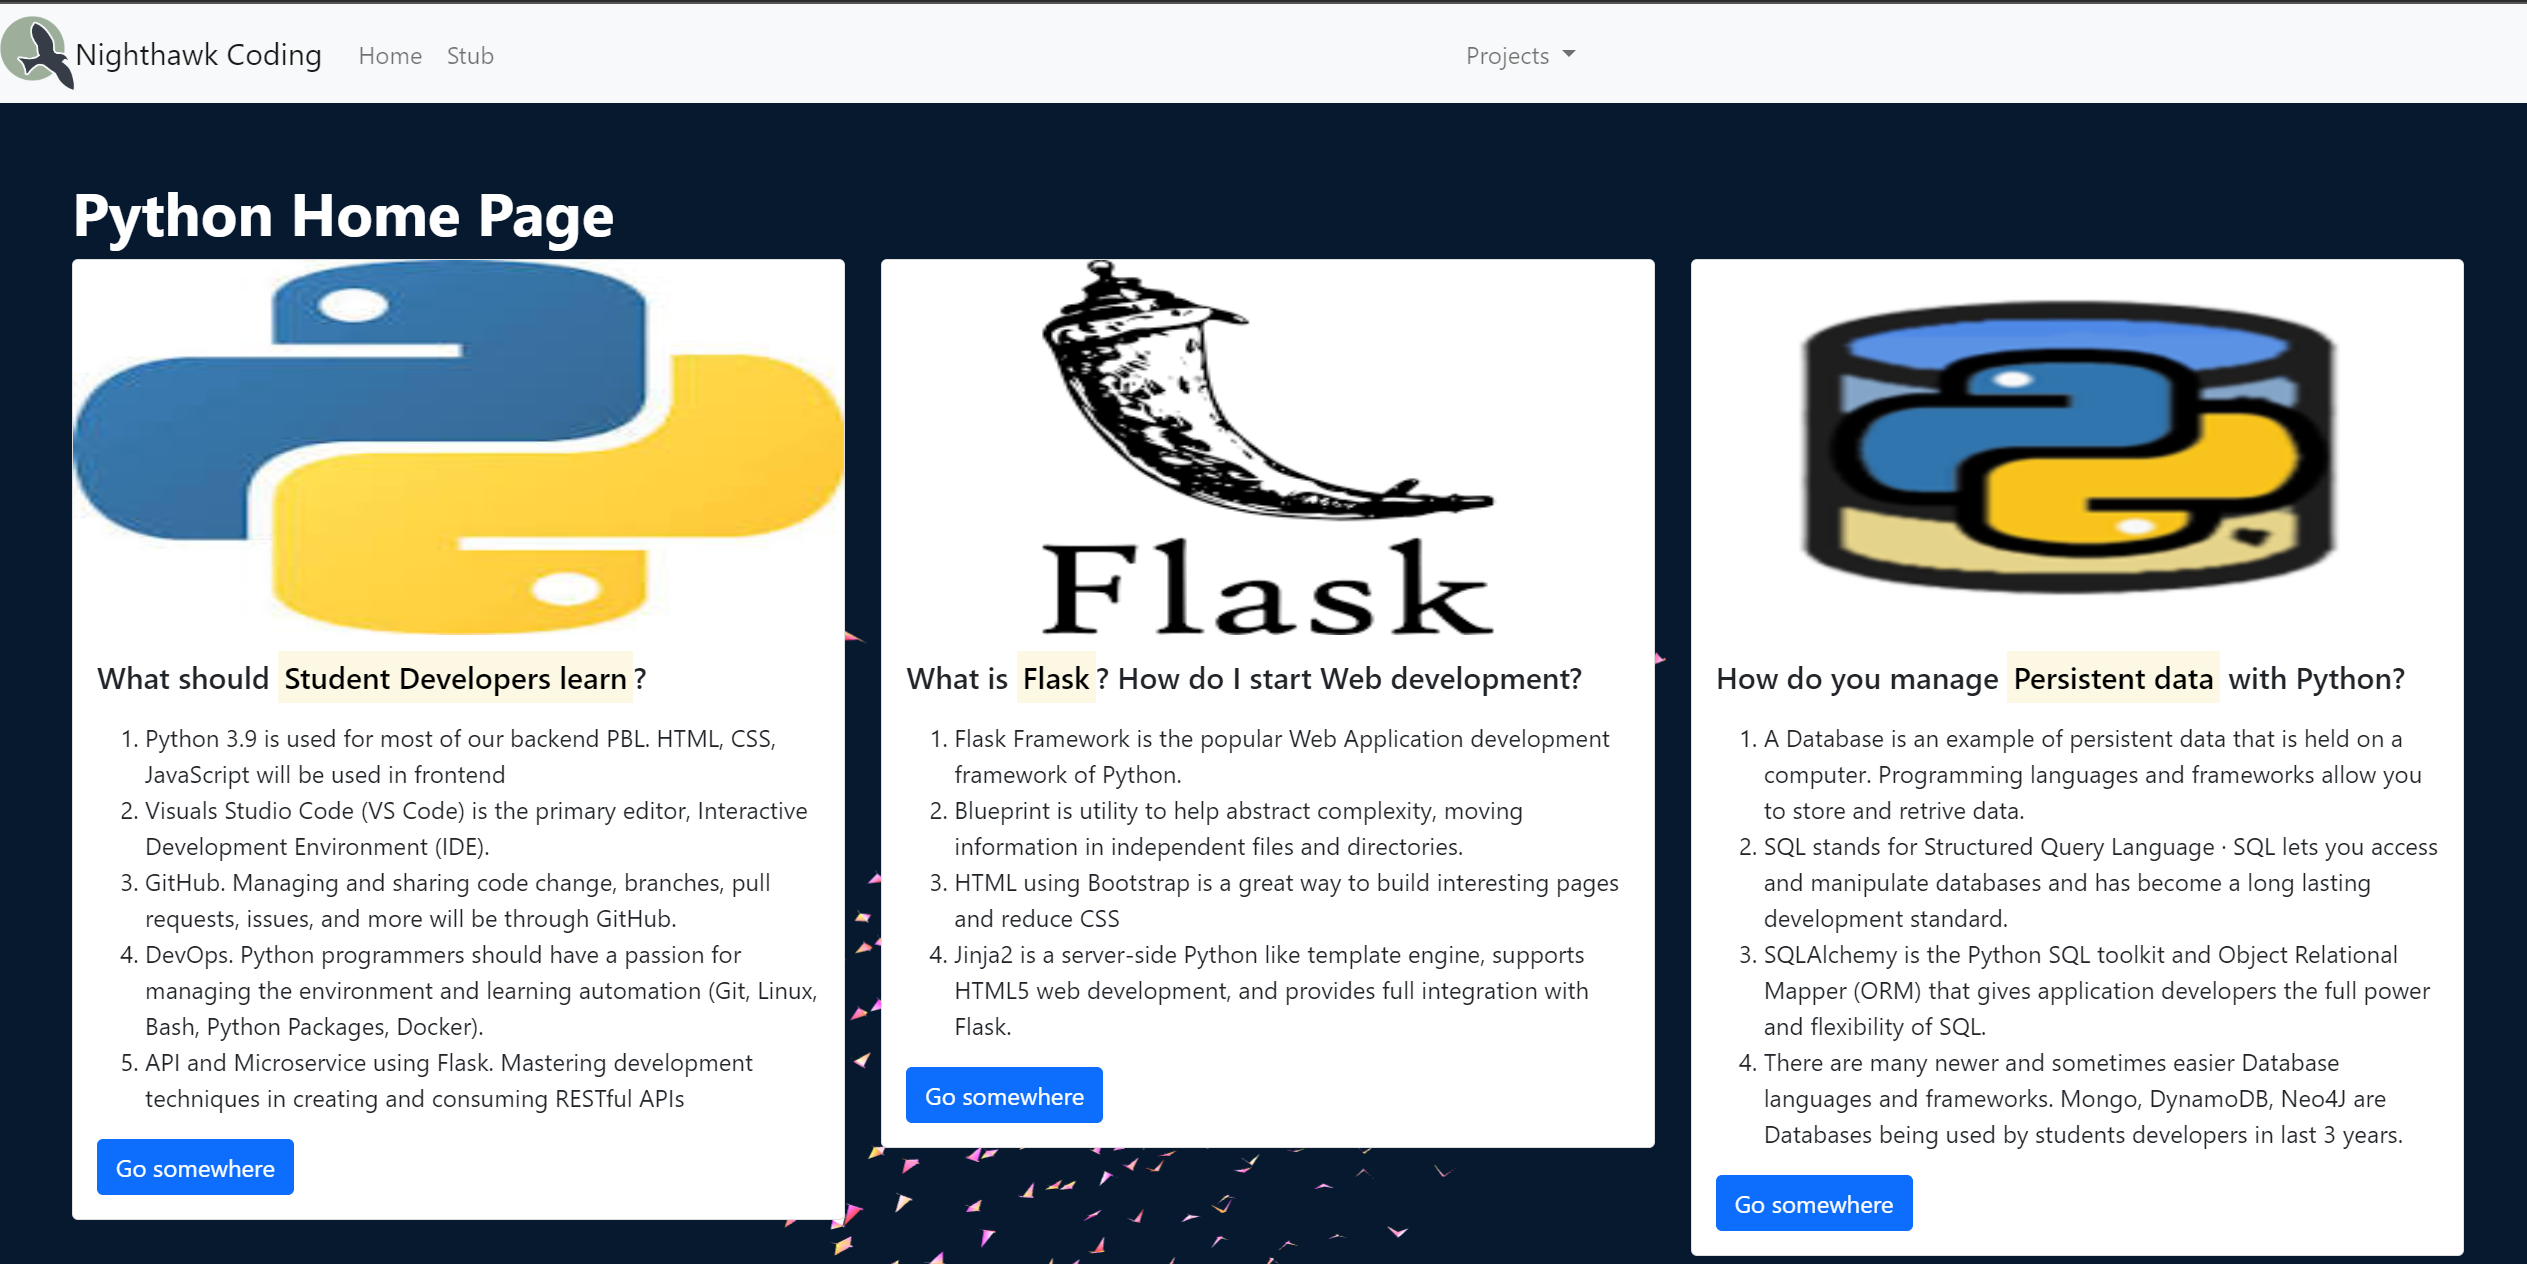 Nighthawk Coding Home Stub Projects
Python Home Page
Flask
What should Student Developers learn?
1. Python 3.9 is used for most of our backend PBL. HTML, CSS,
JavaScript will be used in frontend
2. Visuals Studio Code (VS Code) is the primary editor, Interactive
Development Environment (IDE).
3. GitHub. Managing and sharing code change, branches, pull
requests, issues, and more will be through GitHub.
4. DevOps. Python programmers should have a passion for
managing the environment and learning automation (Git, Linux,
Bash, Python Packages, Docker).
5. API and Microservice using Flask. Mastering development
techniques in creating and consuming RESTful APIs
Go somewhere
What is Flask? How do I start Web development?
1. Flask Framework is the popular Web Application development
framework of Python.
2. Blueprint is utility to help abstract complexity, moving
information in independent files and directories.
3. HTML using Bootstrap is a great way to build interesting pages
and reduce CSS
4. Jinja2 is a server-side Python like template engine, supports
HTML5 web development, and provides full integration with
Flask.
Go somewhere
How do you manage Persistent data with Python?
1. A Database is an example of persistent data that is held on a
computer. Programming languages and frameworks allow you
to store and retrive data.
2. SQL stands for Structured Query Language · SQL lets you access
and manipulate databases and has become a long lasting
development standard.
3. SQLAlchemy is the Python SQL toolkit and Object Relational
Mapper (ORM) that gives application developers the full power
and flexibility of SQL.
4. There are many newer and sometimes easier Database
languages and frameworks. Mongo, DynamoDB, Neo4J are
Databases being used by students developers in last 3 years.
Go somewhere